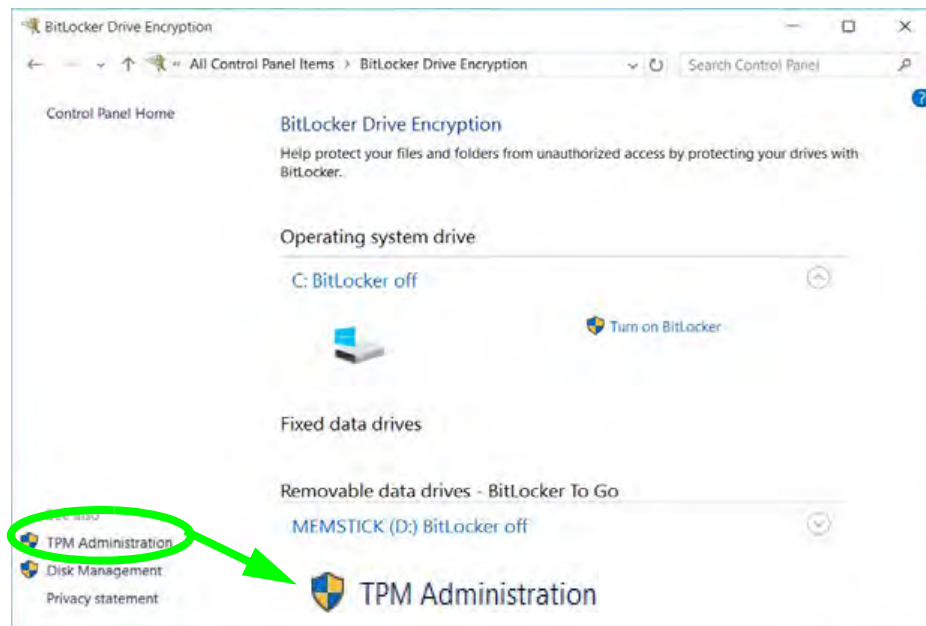 BitLocker Drive Encryption
« All Control Panel Items > BitLocker Drive Encryption
Search Control Panel
Control Panel Home
?
BitLocker Drive Encryption
Help protect your files and folders from unauthorized access by protecting your drives with
BitLocker.
Operating system drive
C: BitLocker off
Turn on BitLocker
Fixed data drives
Removable data drives - BitLocker To Go
MEMSTICK (D:) BitLocker off
See also
TPM Administration
Disk Management
Privacy statement
TPM Administration